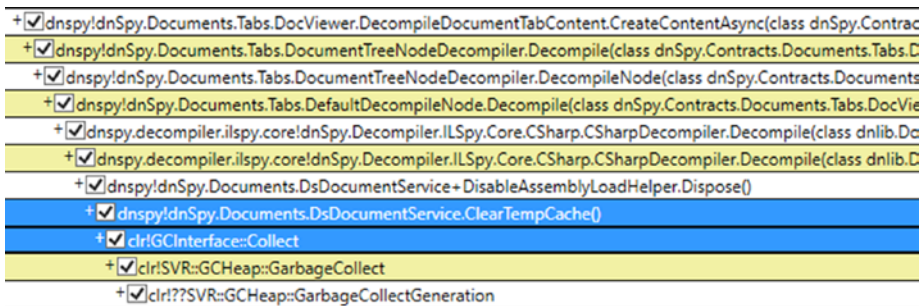 + dnspy!dnSpy.Documents.Tabs.DocViewer.DecompileDocumentTabContent.CreateContentAsync(class dnSpy.Contrac
+ dnspy!dnSpy.Documents.Tabs.DocumentTreeNodeDecompiler.Decompile(class dnSpy.Contracts.Documents.Tabs.D
+ dnspy!dnSpy.Documents.Tabs.DocumentTreeNodeDecompiler.DecompileNode(class dnSpy.Contracts.Documents
+ dnspy!dnSpy.Documents.Tabs.DefaultDecompileNode.Decompile(class dnSpy.Contracts.Documents.Tabs.DocVie
+ dnspy.decompiler.ilspy.core!dnSpy.Decompiler.ILSpy.Core.CSharp.CSharpDecompiler.Decompile(class dnlib.Do
+ dnspy.decompiler.ilspy.core!dnSpy.Decompiler.ILSpy.Core.CSharp.CSharpDecompiler.Decompile(class dnlib.D
+ dnspy!dnSpy.Documents.DsDocumentService+DisableAssemblyLoadHelper.Dispose()
+ dnspy!dnSpy.Documents.DsDocumentService.ClearTempCache()
+ clr!GCInterface::Collect
+ clr!SVR::GCHeap::GarbageCollect
+ clr!??SVR::GCHeap::GarbageCollectGeneration